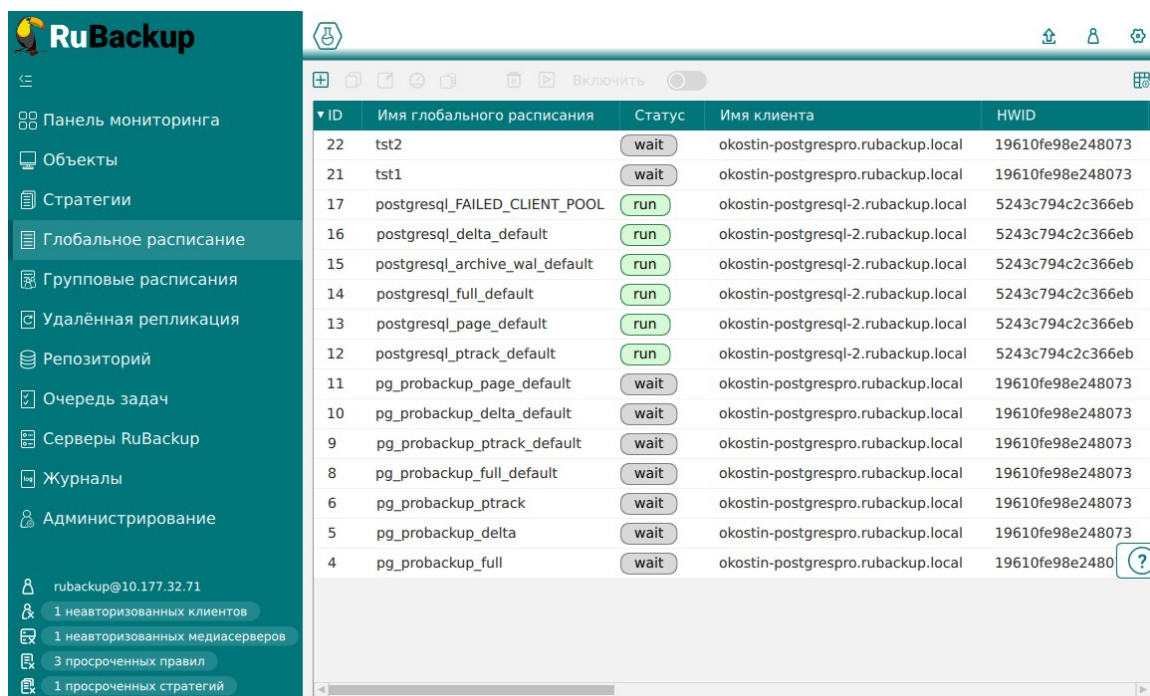 RuBackup
Включить
Панель мониторинга
Объекты
Стратегии
Глобальное расписание
Групповые расписания
Удалённая репликация
Репозиторий
Очередь задач
Серверы RuBackup
Журналы
Администрирование
rubackup@10.177.32.71
1 неавторизованных клиентов
1 неавторизованных медиасерверов
3 просроченных правил
1 просроченных стратегий
ID Имя глобального расписания Статус Имя клиента HWID
22 tst2 wait okostin-postgrespro.rubackup.local 19610fe98e248073
21 tst1 wait okostin-postgrespro.rubackup.local 19610fe98e248073
17 postgresql_FAILED_CLIENT_POOL run okostin-postgresql-2.rubackup.local 5243c794c2c366eb
16 postgresql_delta_default run okostin-postgresql-2.rubackup.local 5243c794c2c366eb
15 postgresql_archive_wal_default run okostin-postgresql-2.rubackup.local 5243c794c2c366eb
14 postgresql_full_default run okostin-postgresql-2.rubackup.local 5243c794c2c366eb
13 postgresql_page_default run okostin-postgresql-2.rubackup.local 5243c794c2c366eb
12 postgresql_ptrack_default run okostin-postgresql-2.rubackup.local 5243c794c2c366eb
11 pg_probackup_page_default wait okostin-postgrespro.rubackup.local 19610fe98e248073
10 pg_probackup_delta_default wait okostin-postgrespro.rubackup.local 19610fe98e248073
9 pg_probackup_ptrack_default wait okostin-postgrespro.rubackup.local 19610fe98e248073
8 pg_probackup_full_default wait okostin-postgrespro.rubackup.local 19610fe98e248073
6 pg_probackup_ptrack wait okostin-postgrespro.rubackup.local 19610fe98e248073
5 pg_probackup_delta wait okostin-postgrespro.rubackup.local 19610fe98e248073
4 pg_probackup_full wait okostin-postgrespro.rubackup.local 19610fe98e2480
?